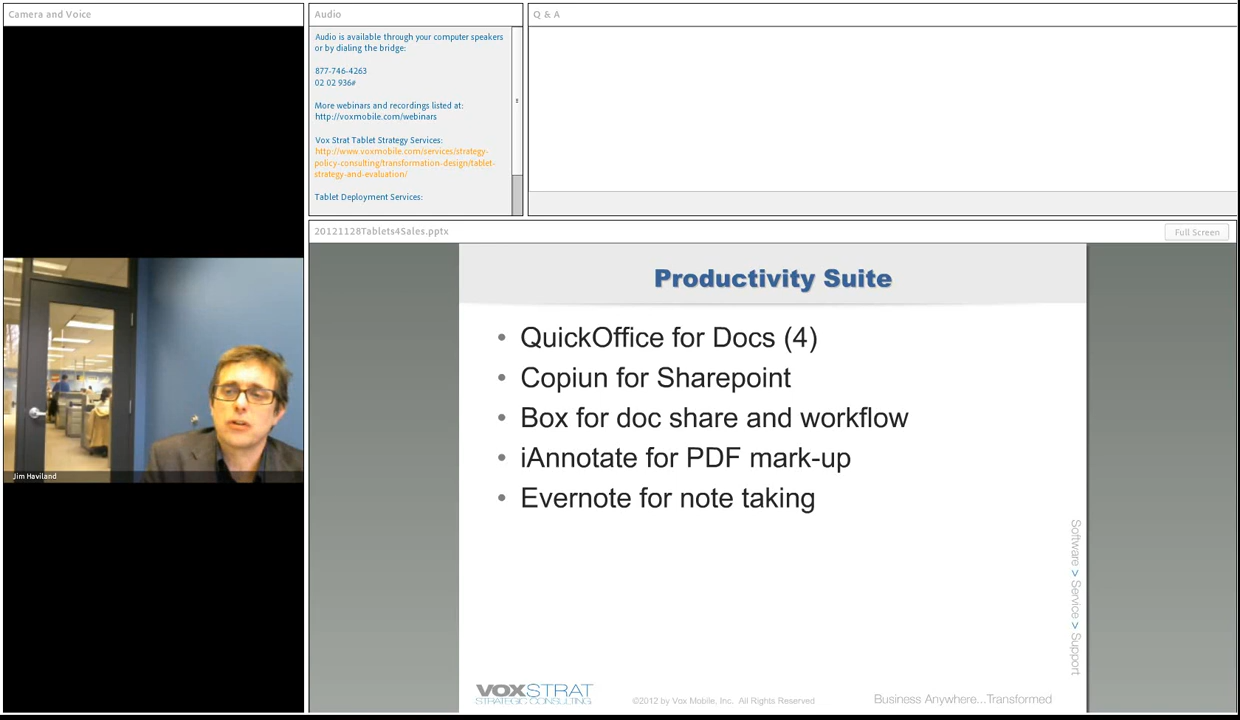 Camera and Voice
Jim Haviland
Audio
Audio is available through your computer speakers
or by dialing the bridge:
877-746-4263
02 02 936#
More webinars and recordings listed at:
http://voxmobile.com/webinars
Vox Strat Tablet Strategy Services:
http://www.voxmobile.com/services/strategy-
policy-consulting/transformation-design/tablet-
strategy-and-evaluation/
Tablet Deployment Services:
Q & A
20121128Tablets4Sales.pptx
Full Screen
Productivity Suite
• QuickOffice for Docs (4)
• Copiun for Sharepoint
• Box for doc share and workflow
• iAnnotate for PDF mark-up
• Evernote for note taking
Software > Service > Support
VOXSTRAT
STRATEGIC CONSULTING
©2012 by Vox Mobile, Inc. All Rights Reserved
Business Anywhere...Transformed